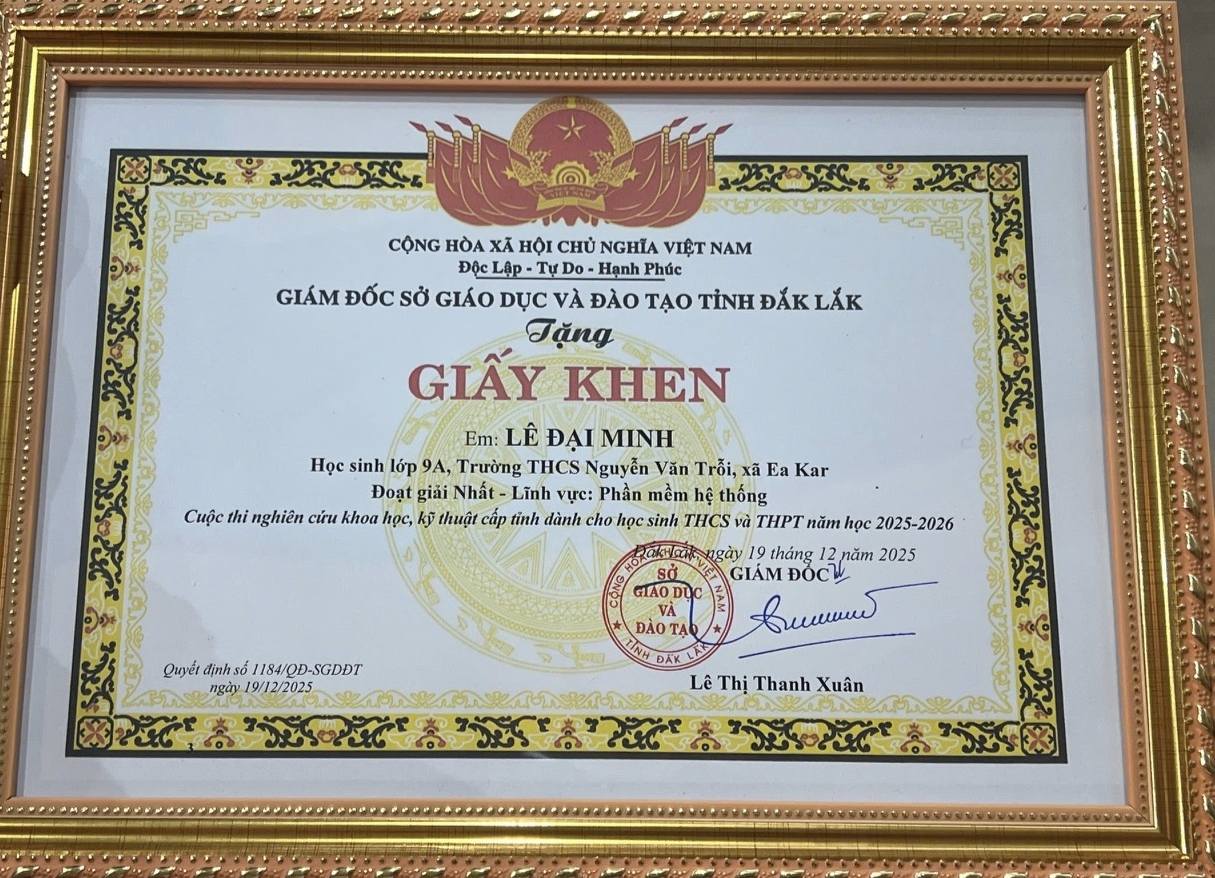 CỘNG HÒA XÃ HỘI CHỦ NGHĨA VIỆT NAM
Độc Lập - Tự Do - Hạnh Phúc
GIÁM ĐỐC SỞ GIÁO DỤC VÀ ĐÀO TẠO TỈNH ĐẮK LẮK
Tặng
GIẤY KHEN
Em: LÊ ĐẠI MINH
Học sinh lớp 9A, Trường THCS Nguyễn Văn Trỗi, xã Ea Kar
Đoạt giải Nhất - Lĩnh vực: Phần mềm hệ thống
Cuộc thi nghiên cứu khoa học, kỹ thuật cấp tỉnh dành cho học sinh THCS và THPT năm học 2025-2026
Đắk Lắk, ngày 19 tháng 12 năm 2025
GIÁM ĐỐC
SỞ
GIÁO DỤC
VÀ
ĐÀO TẠO
TỈNH ĐẮK LẮK
Lê Thị Thanh Xuân
Quyết định số 1184/QĐ-SGDĐT
ngày 19/12/2025